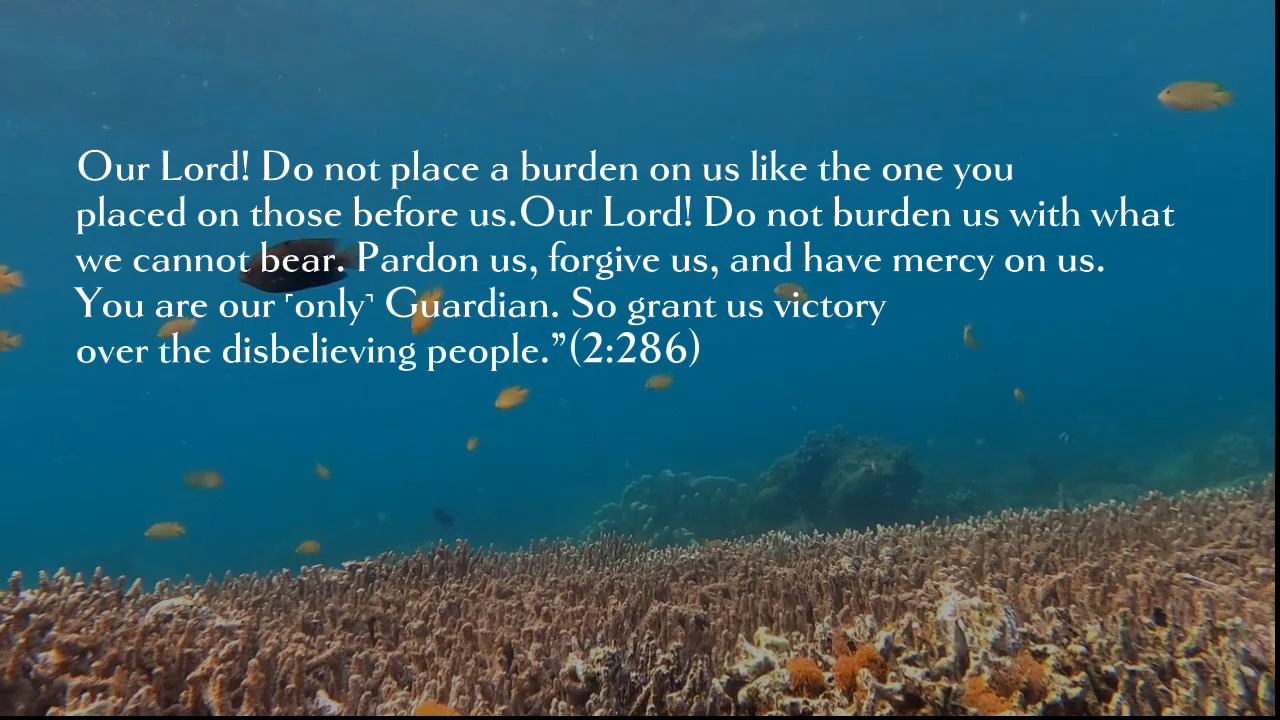 Our Lord! Do not place a burden on us like the one you
placed on those before us.Our Lord! Do not burden us with what
we cannot bear. Pardon us, forgive us, and have mercy on us.
You are our ˹only˺ Guardian. So grant us victory
over the disbelieving people.”(2:286)